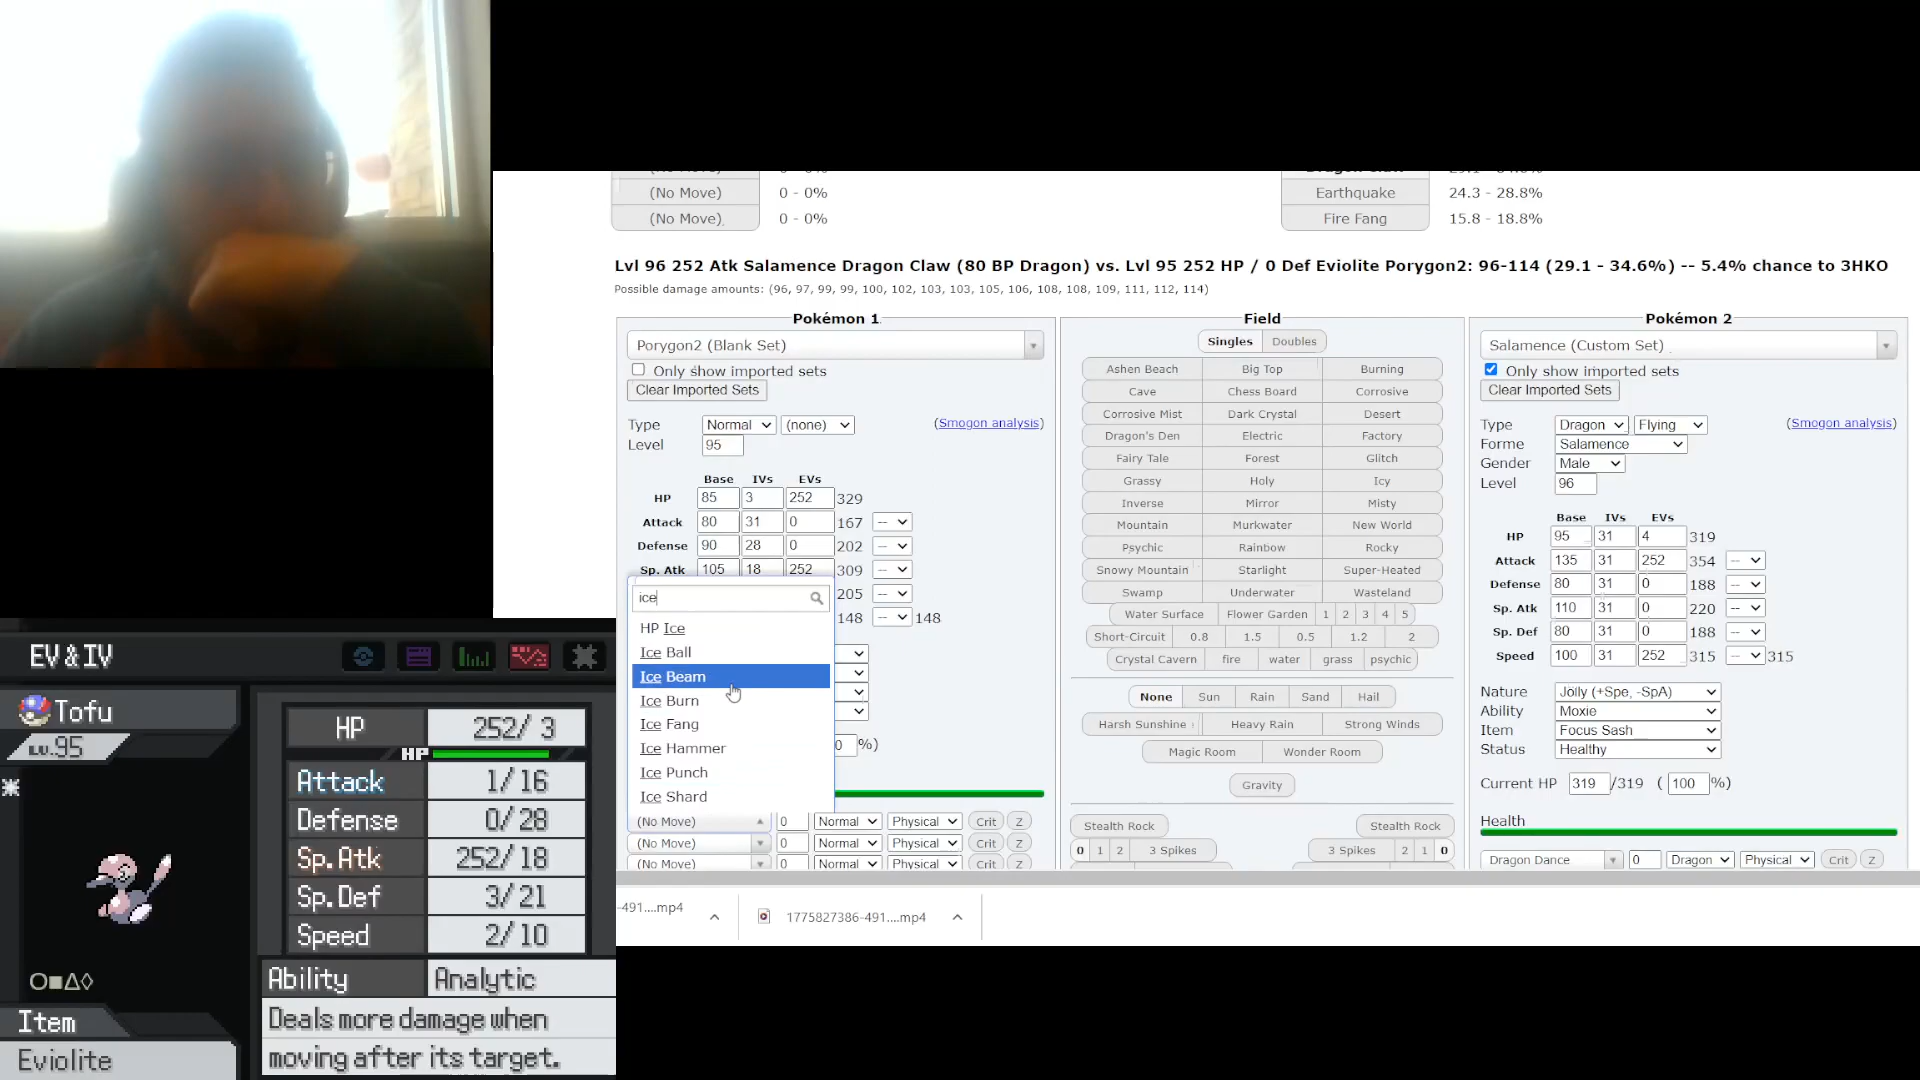 (No Move) 0 - 0%
(No Move) 0 - 0%
Earthquake 24.3 - 28.8%
Fire Fang 15.8 - 18.8%
Lvl 96 252 Atk Salamence Dragon Claw (80 BP Dragon) vs. Lvl 95 252 HP / 0 Def Eviolite Porygon2: 96-114 (29.1 - 34.6%) -- 5.4% chance to 3HKO
Possible damage amounts: (96, 97, 99, 99, 100, 102, 103, 103, 105, 106, 108, 108, 109, 111, 112, 114)
Pokémon 1
Porygon2 (Blank Set)
Only show imported sets
Clear Imported Sets
Type Normal (none) (Smogon analysis)
Level 95
Base IVs EVs
HP 85 3 252 329
Attack 80 31 0 167 --
Defense 90 28 0 202 --
Sp. Atk 105 18 252 309 --
205 --
148 -- 148
ice
HP Ice
Ice Ball
Ice Beam
Ice Burn
Ice Fang
Ice Hammer
Ice Punch
Ice Shard
0 %)
(No Move) 0 Normal Physical Crit Z
(No Move) 0 Normal Physical Crit Z
(No Move) 0 Normal Physical Crit Z
Field
Singles Doubles
Ashen Beach Big Top Burning
Cave Chess Board Corrosive
Corrosive Mist Dark Crystal Desert
Dragon's Den Electric Factory
Fairy Tale Forest Glitch
Grassy Holy Icy
Inverse Mirror Misty
Mountain Murkwater New World
Psychic Rainbow Rocky
Snowy Mountain Starlight Super-Heated
Swamp Underwater Wasteland
Water Surface Flower Garden 1 2 3 4 5
Short-Circuit 0.8 1.5 0.5 1.2 2
Crystal Cavern fire water grass psychic
None Sun Rain Sand Hail
Harsh Sunshine Heavy Rain Strong Winds
Magic Room Wonder Room
Gravity
Stealth Rock Stealth Rock
0 1 2 3 Spikes 3 Spikes 2 1 0
Pokémon 2
Salamence (Custom Set)
Only show imported sets
Clear Imported Sets
Type Dragon Flying (Smogon analysis)
Forme Salamence
Gender Male
Level 96
Base IVs EVs
HP 95 31 4 319
Attack 135 31 252 354 --
Defense 80 31 0 188 --
Sp. Atk 110 31 0 220 --
Sp. Def 80 31 0 188 --
Speed 100 31 252 315 -- 315
Nature Jolly (+Spe, -SpA)
Ability Moxie
Item Focus Sash
Status Healthy
Current HP 319 /319 ( 100 %)
Health
Dragon Dance 0 Dragon Physical Crit Z
-491....mp4
1775827386-491....mp4
EV & IV
Tofu
Lv.95
HP 252/ 3
HP
Attack 1/16
Defense 0/28
Sp.Atk 252/18
Sp.Def 3/21
Speed 2/10
Ability Analytic
Deals more damage when
moving after its target.
Item
Eviolite